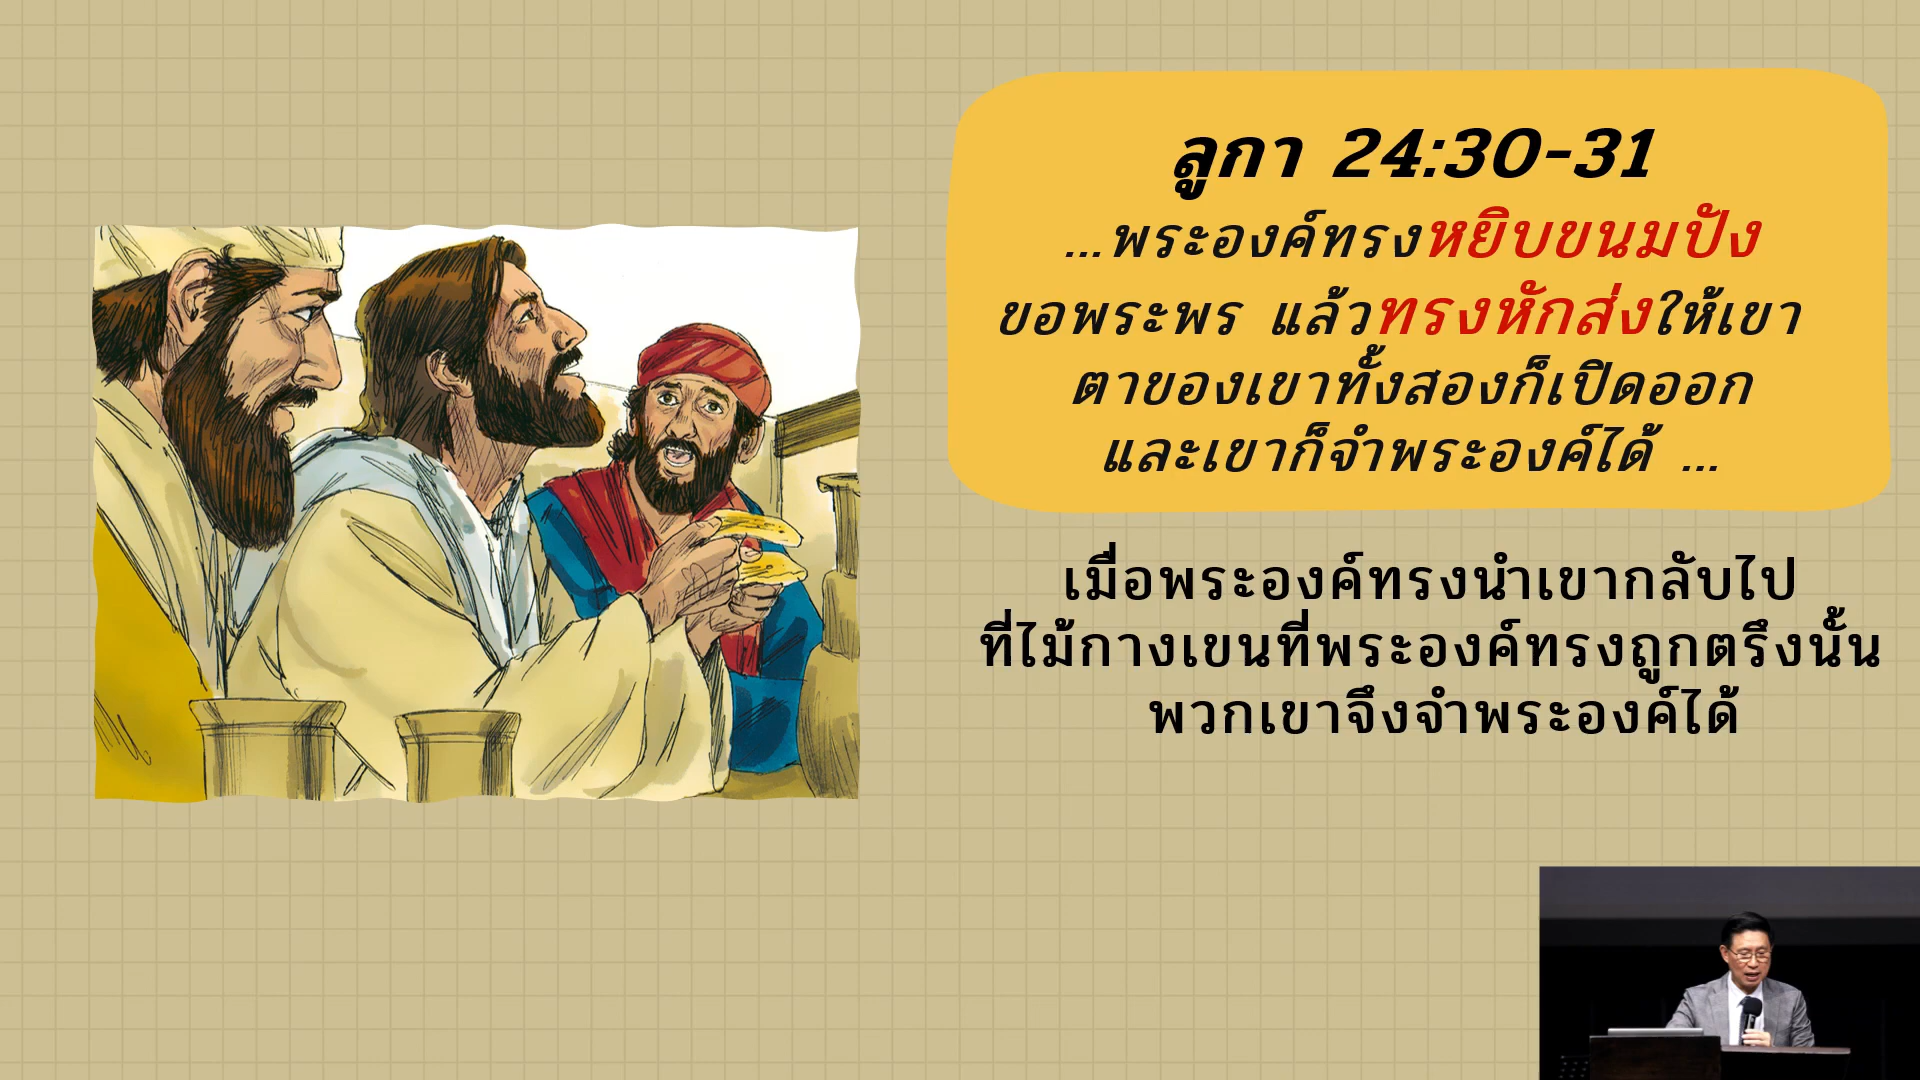 ลูกา 24:30-31
...พระองค์ทรงหยิบขนมปัง
ขอพระพร แล้วทรงหักส่งให้เขา
ตาของเขาทั้งสองก็เปิดออก
และเขาก็จำพระองค์ได้ ...
เมื่อพระองค์ทรงนำเขากลับไป
ที่ไม้กางเขนที่พระองค์ทรงถูกตรึงนั้น
พวกเขาจึงจำพระองค์ได้